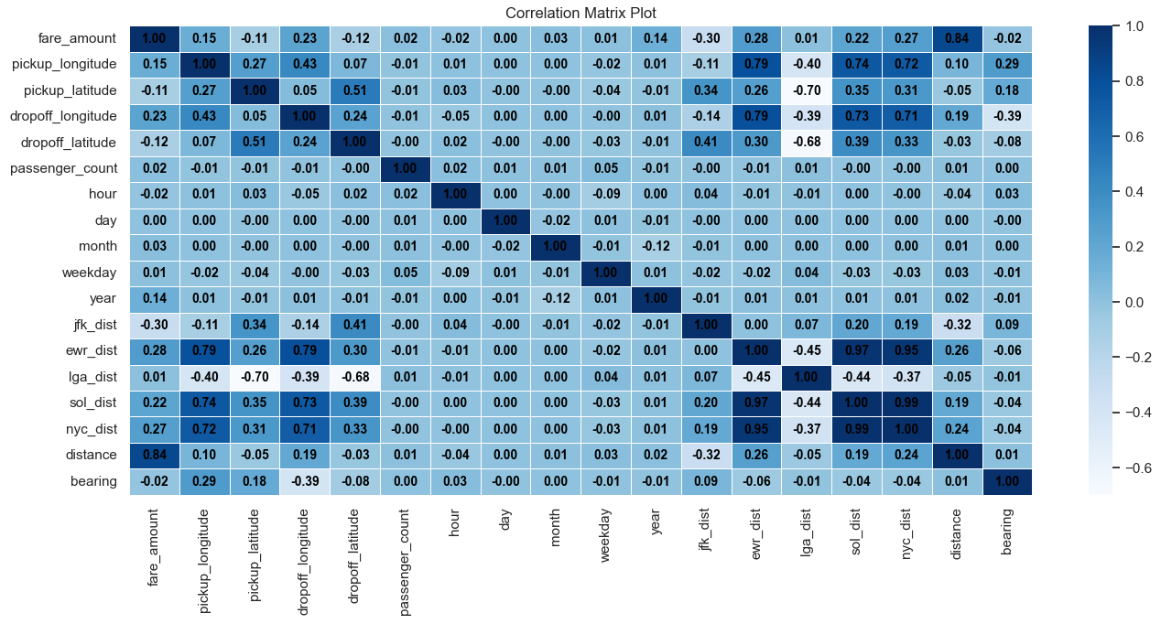 Correlation Matrix Plot
fare_amount 1.00 0.15 -0.11 0.23 -0.12 0.02 -0.02 0.00 0.03 0.01 0.14 -0.30 0.28 0.01 0.22 0.27 0.84 -0.02
pickup_longitude 0.15 1.00 0.27 0.43 0.07 -0.01 0.01 0.00 0.00 -0.02 0.01 -0.11 0.79 -0.40 0.74 0.72 0.10 0.29
pickup_latitude -0.11 0.27 1.00 0.05 0.51 -0.01 0.03 -0.00 -0.00 -0.04 -0.01 0.34 0.26 -0.70 0.35 0.31 -0.05 0.18
dropoff_longitude 0.23 0.43 0.05 1.00 0.24 -0.01 -0.05 0.00 0.00 -0.00 0.01 -0.14 0.79 -0.39 0.73 0.71 0.19 -0.39
dropoff_latitude -0.12 0.07 0.51 0.24 1.00 -0.00 0.02 -0.00 -0.00 -0.03 -0.01 0.41 0.30 -0.68 0.39 0.33 -0.03 -0.08
passenger_count 0.02 -0.01 -0.01 -0.01 -0.00 1.00 0.02 0.01 0.01 0.05 -0.01 -0.00 -0.01 0.01 -0.00 -0.00 0.01 0.00
hour -0.02 0.01 0.03 -0.05 0.02 0.02 1.00 0.00 -0.00 -0.09 0.00 0.04 -0.01 -0.01 0.00 -0.00 -0.04 0.03
day 0.00 0.00 -0.00 0.00 -0.00 0.01 0.00 1.00 -0.02 0.01 -0.01 -0.00 0.00 0.00 0.00 0.00 0.00 -0.00
month 0.03 0.00 -0.00 0.00 -0.00 0.01 -0.00 -0.02 1.00 -0.01 -0.12 -0.01 0.00 0.00 0.00 0.00 0.01 0.00
weekday 0.01 -0.02 -0.04 -0.00 -0.03 0.05 -0.09 0.01 -0.01 1.00 0.01 -0.02 -0.02 0.04 -0.03 -0.03 0.03 -0.01
year 0.14 0.01 -0.01 0.01 -0.01 -0.01 0.00 -0.01 -0.12 0.01 1.00 -0.01 0.01 0.01 0.01 0.01 0.02 -0.01
jfk_dist -0.30 -0.11 0.34 -0.14 0.41 -0.00 0.04 -0.00 -0.01 -0.02 -0.01 1.00 0.00 0.07 0.20 0.19 -0.32 0.09
ewr_dist 0.28 0.79 0.26 0.79 0.30 -0.01 -0.01 0.00 0.00 -0.02 0.01 0.00 1.00 -0.45 0.97 0.95 0.26 -0.06
lga_dist 0.01 -0.40 -0.70 -0.39 -0.68 0.01 -0.01 0.00 0.00 0.04 0.01 0.07 -0.45 1.00 -0.44 -0.37 -0.05 -0.01
sol_dist 0.22 0.74 0.35 0.73 0.39 -0.00 0.00 0.00 0.00 -0.03 0.01 0.20 0.97 -0.44 1.00 0.99 0.19 -0.04
nyc_dist 0.27 0.72 0.31 0.71 0.33 -0.00 -0.00 0.00 0.00 -0.03 0.01 0.19 0.95 -0.37 0.99 1.00 0.24 -0.04
distance 0.84 0.10 -0.05 0.19 -0.03 0.01 -0.04 0.00 0.01 0.03 0.02 -0.32 0.26 -0.05 0.19 0.24 1.00 0.01
bearing -0.02 0.29 0.18 -0.39 -0.08 0.00 0.03 -0.00 0.00 -0.01 -0.01 0.09 -0.06 -0.01 -0.04 -0.04 0.01 1.00
fare_amount
pickup_longitude
pickup_latitude
dropoff_longitude
dropoff_latitude
passenger_count
hour
day
month
weekday
year
jfk_dist
ewr_dist
lga_dist
sol_dist
nyc_dist
distance
bearing
1.0
0.8
0.6
0.4
0.2
0.0
−0.2
−0.4
−0.6